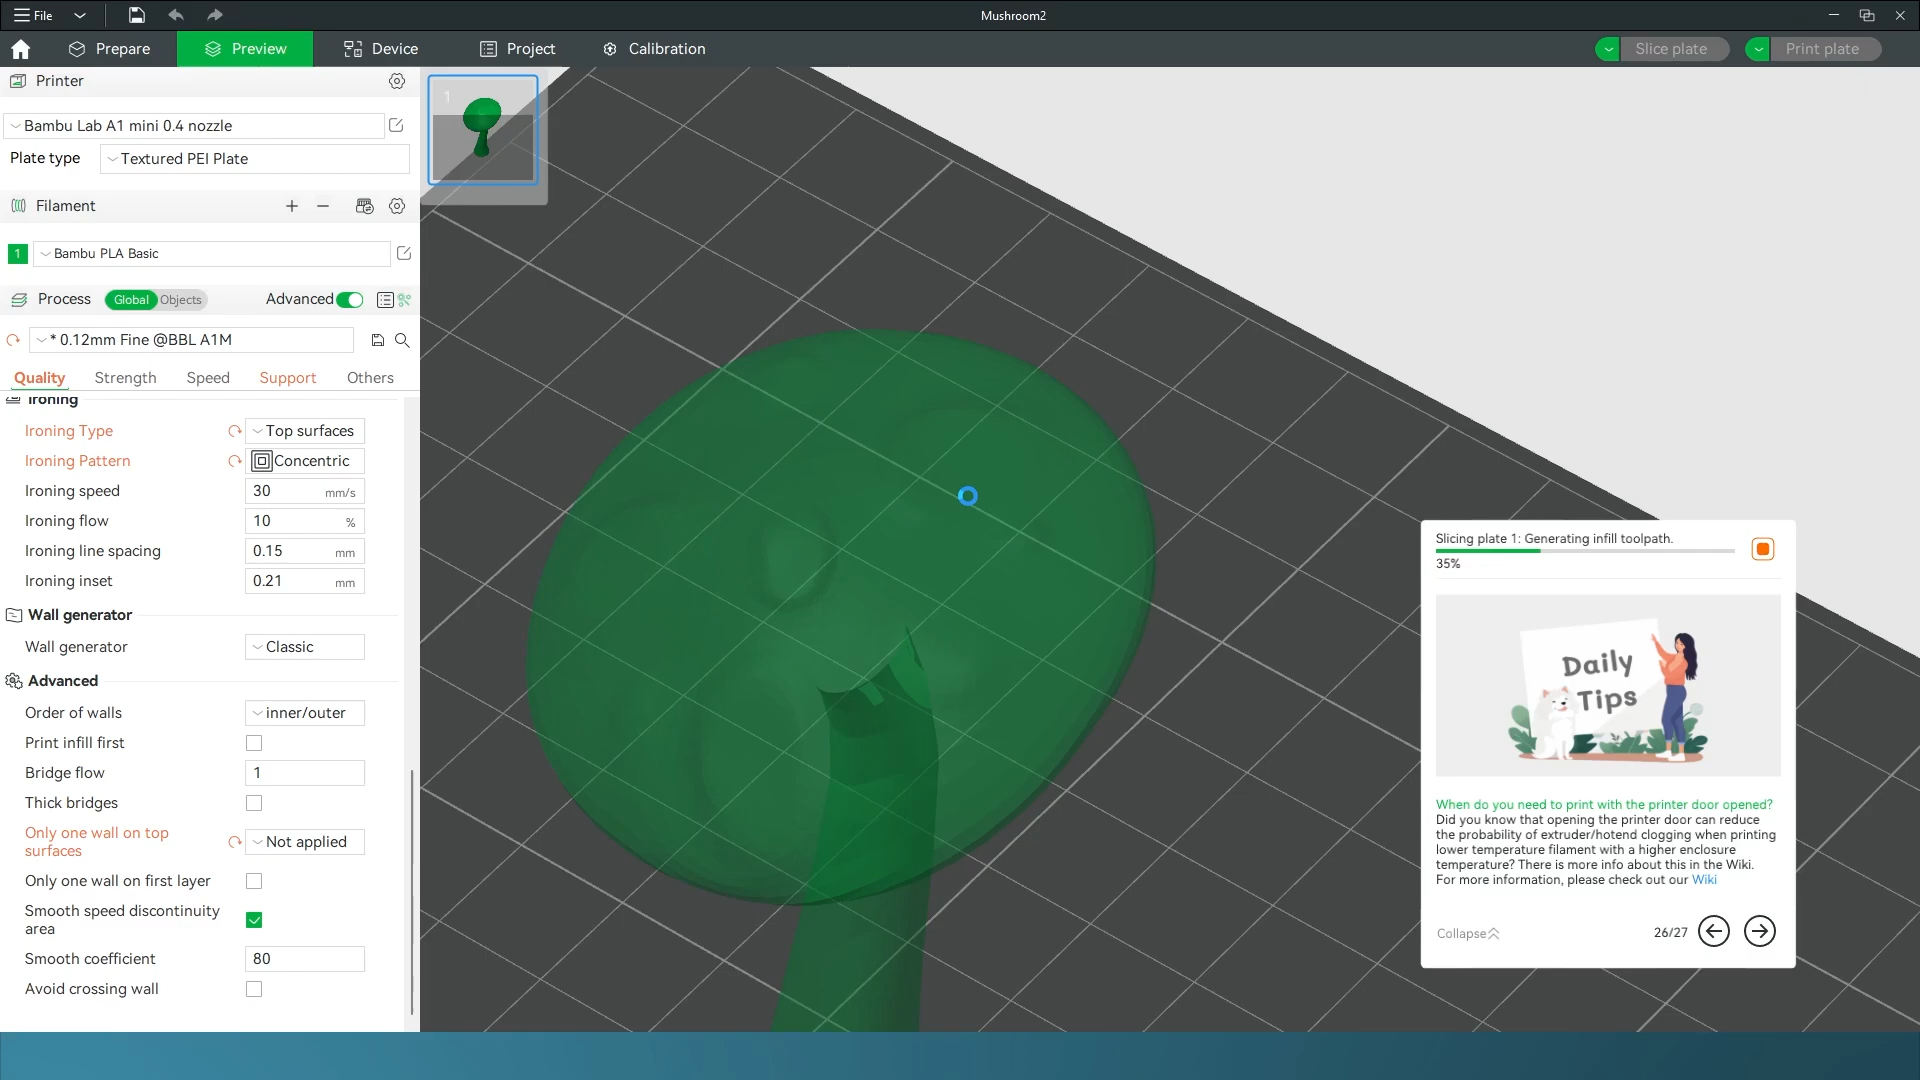 File
Mushroom2
Prepare
Preview
Device
Project
Calibration
Slice plate
Print plate
Printer
Bambu Lab A1 mini 0.4 nozzle
Plate type
Textured PEI Plate
Filament
1
Bambu PLA Basic
Process
Global
Objects
Advanced
* 0.12mm Fine @BBL A1M
Quality
Strength
Speed
Support
Others
Ironing
Ironing Type
Top surfaces
Ironing Pattern
Concentric
Ironing speed
30 mm/s
Ironing flow
10 %
Ironing line spacing
0.15 mm
Ironing inset
0.21 mm
Wall generator
Wall generator
Classic
Advanced
Order of walls
inner/outer
Print infill first
Bridge flow
1
Thick bridges
Only one wall on top
surfaces
Not applied
Only one wall on first layer
Smooth speed discontinuity
area
Smooth coefficient
80
Avoid crossing wall
1
Slicing plate 1: Generating infill toolpath.
35%
Daily
Tips
When do you need to print with the printer door opened?
Did you know that opening the printer door can reduce
the probability of extruder/hotend clogging when printing
lower temperature filament with a higher enclosure
temperature? There is more info about this in the Wiki.
For more information, please check out our Wiki
Collapse
26/27